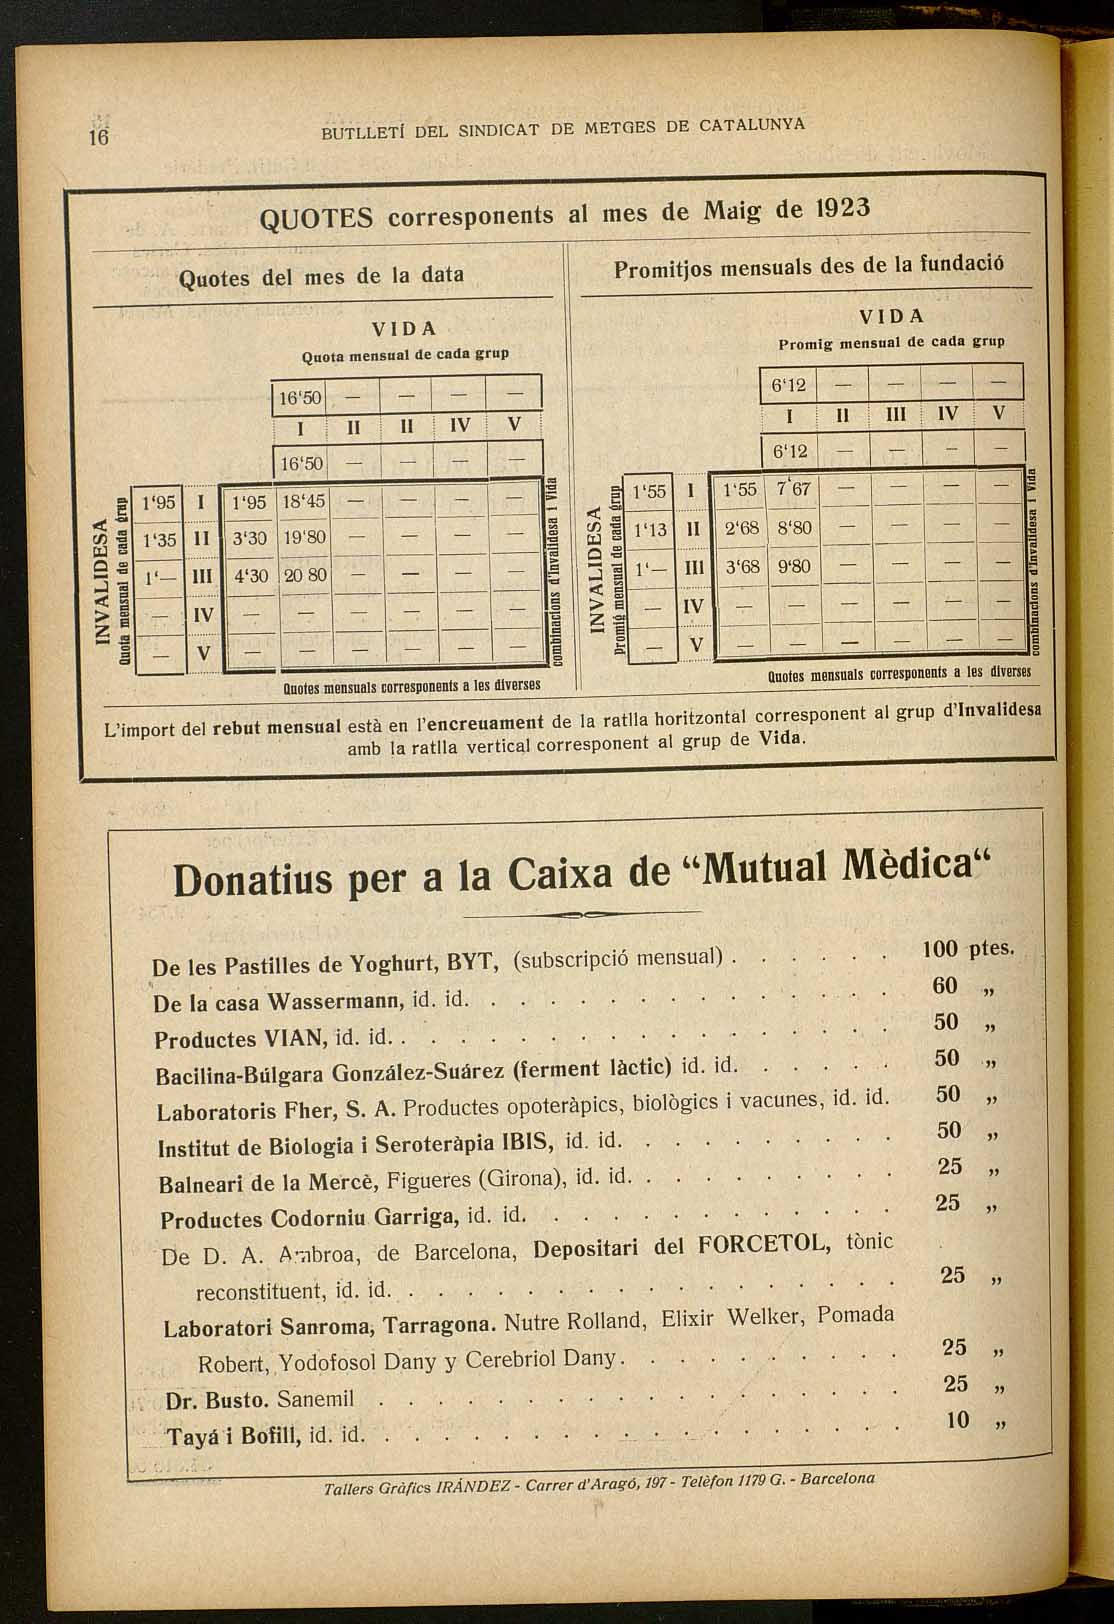 16
BUTLLETÍ DEL SINDICAT DE METGES DE CATALUNYA
QUOTES corresponents al mes de Maig de 1923
Quotes del mes de la data
VIDA
Quota mensual de cada grup
16'50 — — — —
I II II IV V
16'50 — — — —
INVALIDESA
Quota mensual de cada grup
1'95 I 1'95 18'45 — — — —
1'35 II 3'30 19'80 — — — —
1'— III 4'30 20 80 — — — —
— IV — — — — — —
— V — — — — — —
combinacions d'Invalidesa i Vida
Quotes mensuals corresponents a les diverses
Promitjos mensuals des de la fundació
VIDA
Promig mensual de cada grup
6'12 — — — —
I II III IV V
6'12 — — — —
INVALIDESA
Promig mensual de cada grup
1'55 I 1'55 7'67 — — — —
1'13 II 2'68 8'80 — — — —
1'— III 3'68 9'80 — — — —
— IV — — — — — —
— V — — — — — —
combinacions d'Invalidesa i Vida
Quotes mensuals corresponents a les diverses
L'import del rebut mensual està en l'encreuament de la ratlla horitzontal corresponent al grup d'Invalidesa
amb la ratlla vertical corresponent al grup de Vida.
Donatius per a la Caixa de “Mutual Mèdica“
De les Pastilles de Yoghurt, BYT, (subscripció mensual) . . . . . . 100 ptes.
De la casa Wassermann, id. id. . . . . . . . . . . . . . . 60 „
Productes VIAN, id. id. . . . . . . . . . . . . . . . . . 50 „
Bacilina-Búlgara González-Suárez (ferment làctic) id. id. . . . . . 50 „
Laboratoris Fher, S. A. Productes opoteràpics, biològics i vacunes, id. id. 50 „
Institut de Biologia i Seroteràpia IBIS, id. id. . . . . . . . . . 50 „
Balneari de la Mercè, Figueres (Girona), id. id. . . . . . . . . . 25 „
Productes Codorniu Garriga, id. id. . . . . . . . . . . . . 25 „
De D. A. Ambroa, de Barcelona, Depositari del FORCETOL, tònic
reconstituent, id. id. . . . . . . . . . . . . . . . . . 25 „
Laboratori Sanroma, Tarragona. Nutre Rolland, Elixir Welker, Pomada
Robert, Yodofosol Dany y Cerebriol Dany . . . . . . . . . . 25 „
Dr. Busto. Sanemil . . . . . . . . . . . . . . . . . . 25 „
Tayá i Bofill, id. id. . . . . . . . . . . . . . . . . . . 10 „
Tallers Gràfics IRÁNDEZ - Carrer d'Aragó, 197 - Telèfon 1179 G. - Barcelona